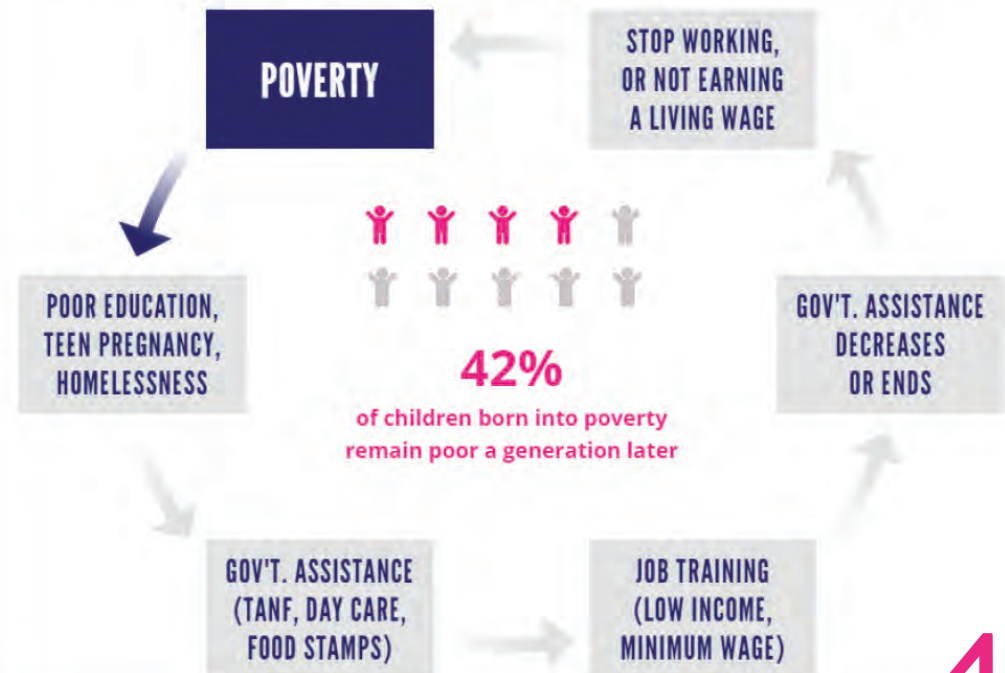 POVERTY
STOP WORKING,
OR NOT EARNING
A LIVING WAGE
POOR EDUCATION,
TEEN PREGNANCY,
HOMELESSNESS
42%
of children born into poverty
remain poor a generation later
GOV'T. ASSISTANCE
DECREASES
OR ENDS
GOV'T. ASSISTANCE
(TANF, DAY CARE,
FOOD STAMPS)
JOB TRAINING
(LOW INCOME,
MINIMUM WAGE)
4